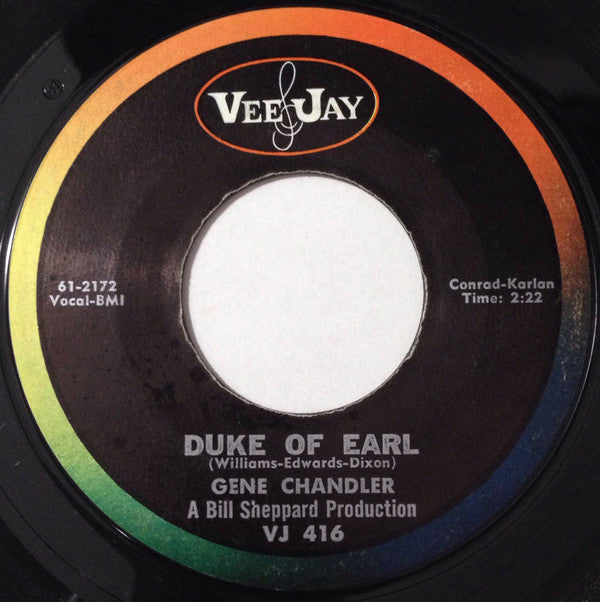 VEE JAY
61-2172
Vocal-BMI
Conrad-Karlan
Time: 2:22
DUKE OF EARL
(Williams-Edwards-Dixon)
GENE CHANDLER
A Bill Sheppard Production
VJ 416